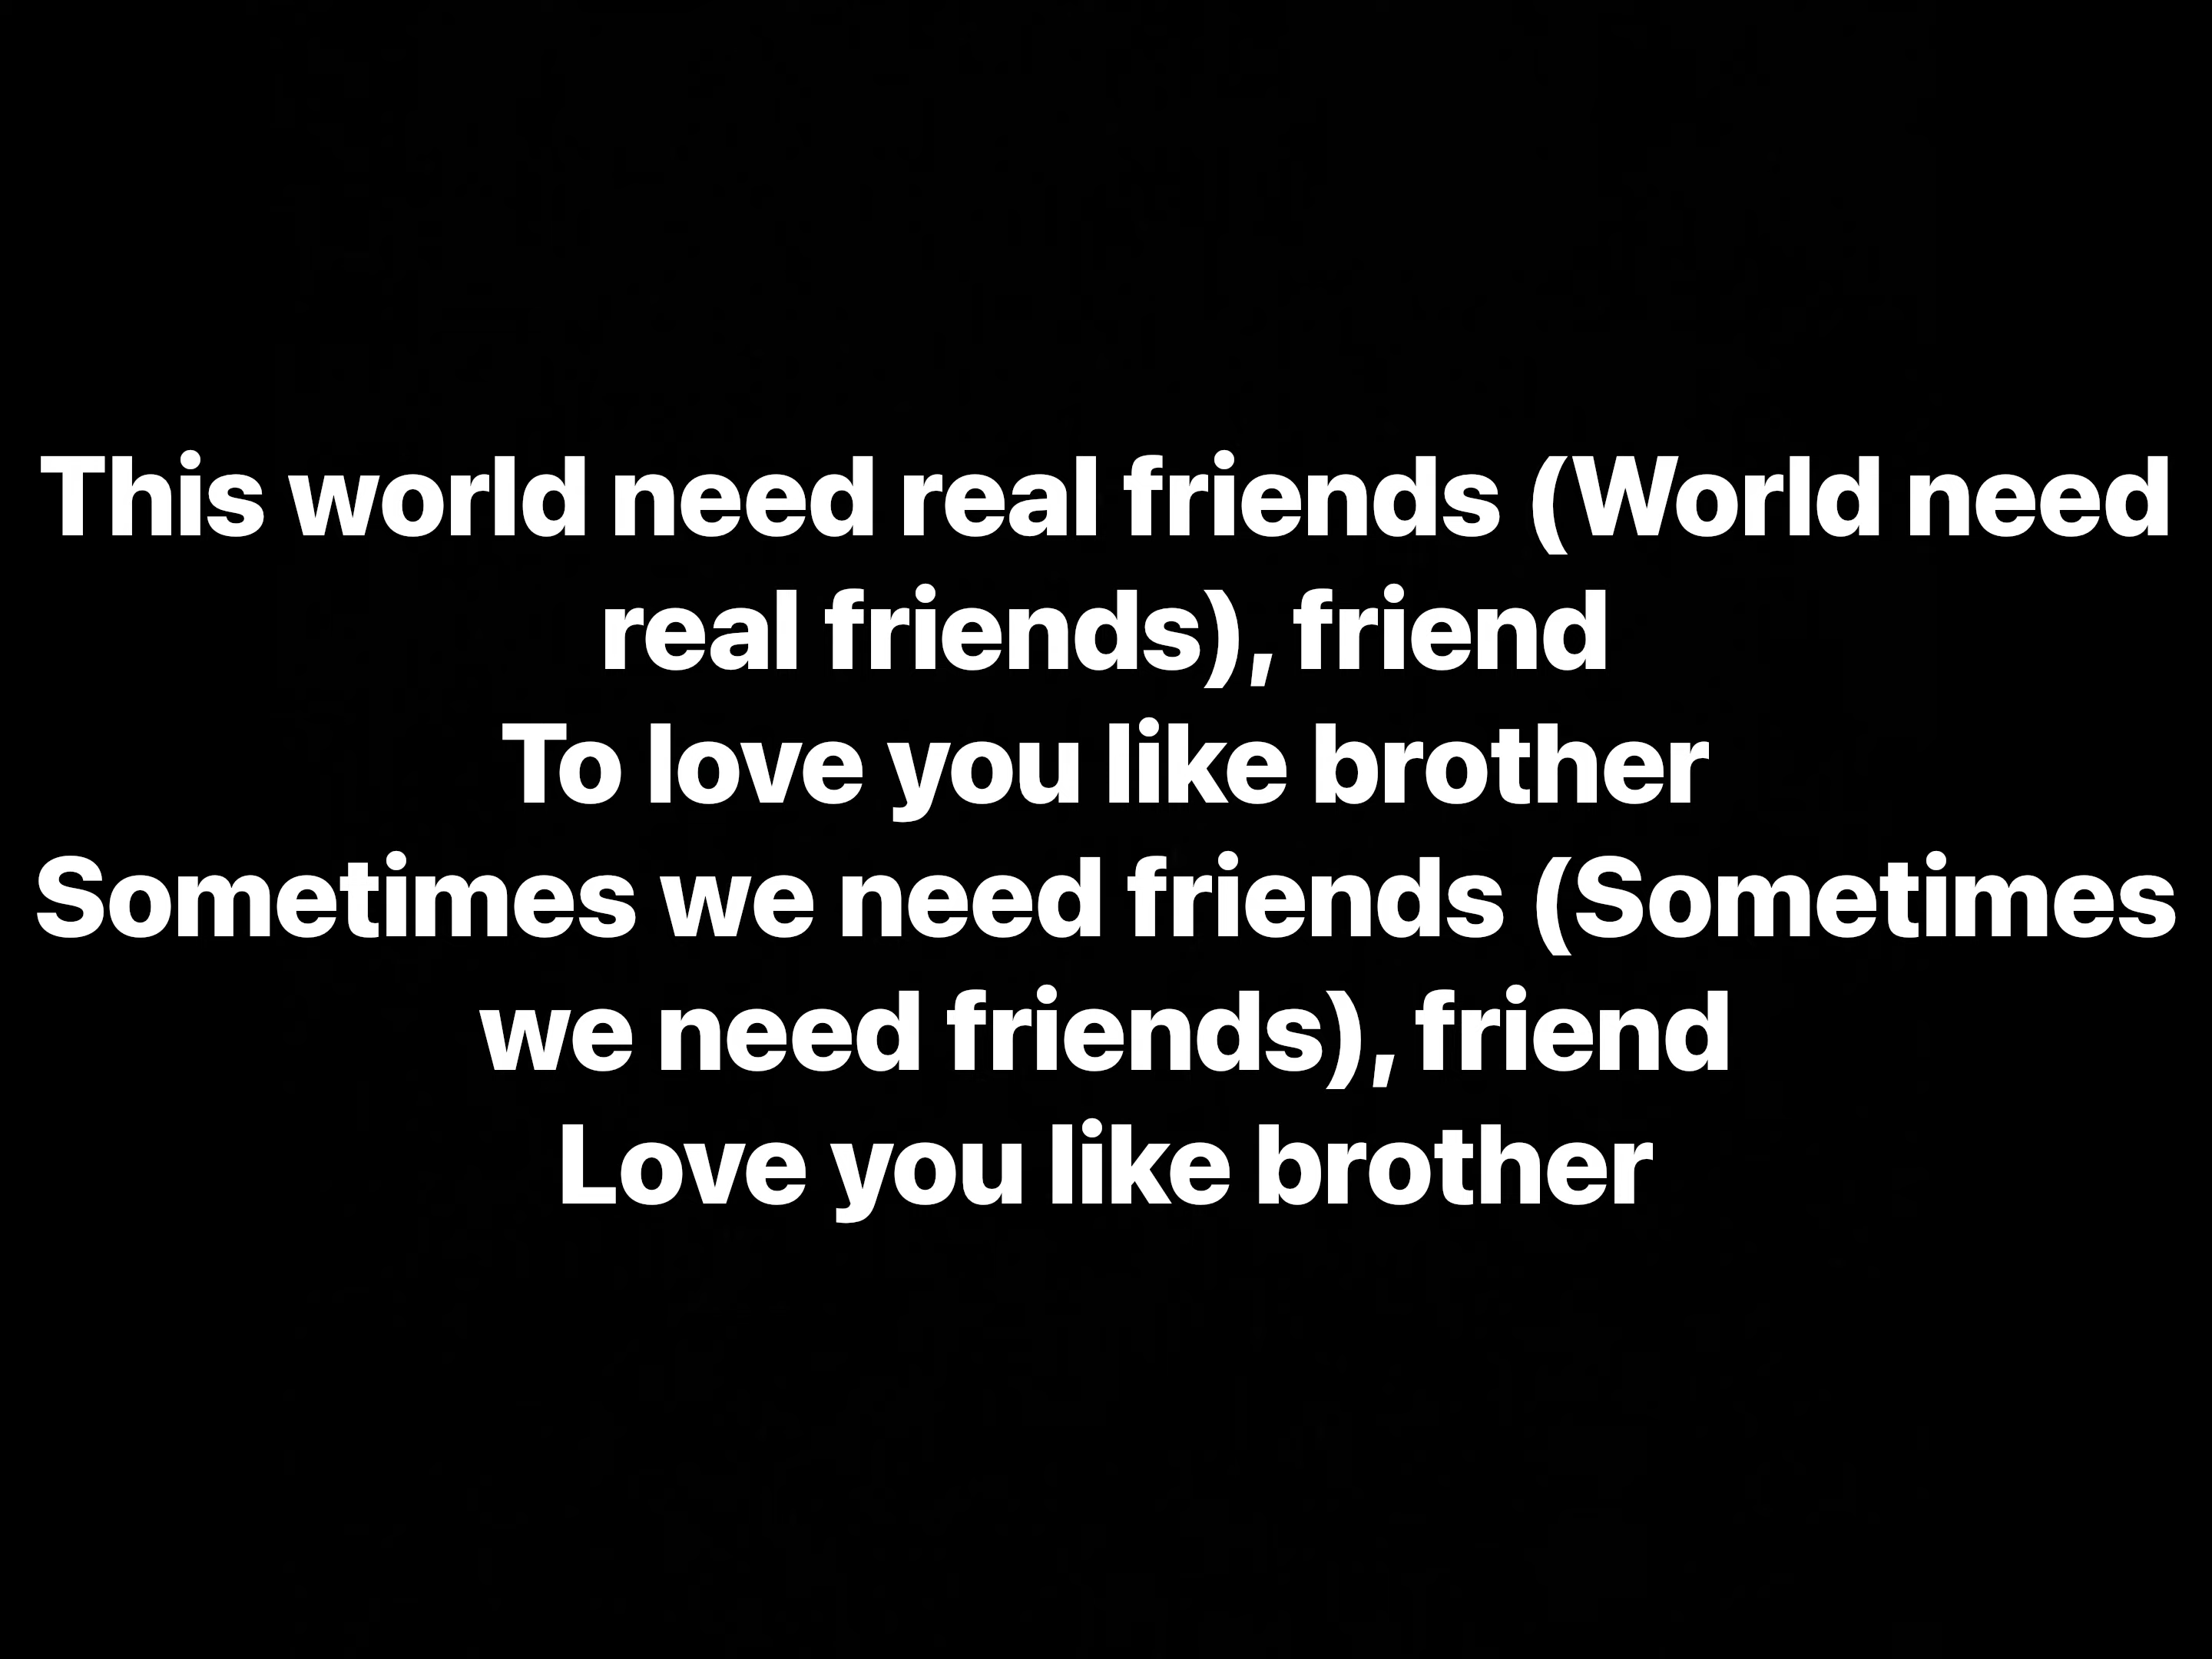 This world need real friends (World need
real friends), friend
To love you like brother
Sometimes we need friends (Sometimes
we need friends), friend
Love you like brother